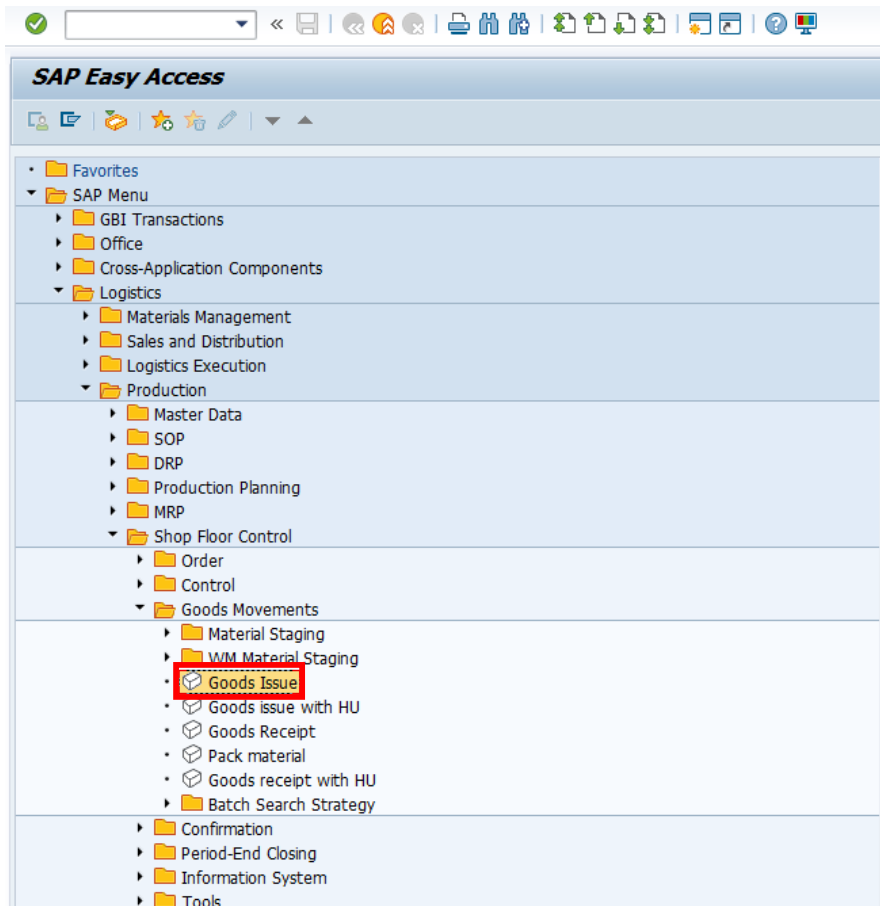 SAP Easy Access
Favorites
SAP Menu
GBI Transactions
Office
Cross-Application Components
Logistics
Materials Management
Sales and Distribution
Logistics Execution
Production
Master Data
SOP
DRP
Production Planning
MRP
Shop Floor Control
Order
Control
Goods Movements
Material Staging
WM Material Staging
Goods Issue
Goods issue with HU
Goods Receipt
Pack material
Goods receipt with HU
Batch Search Strategy
Confirmation
Period-End Closing
Information System
Tools